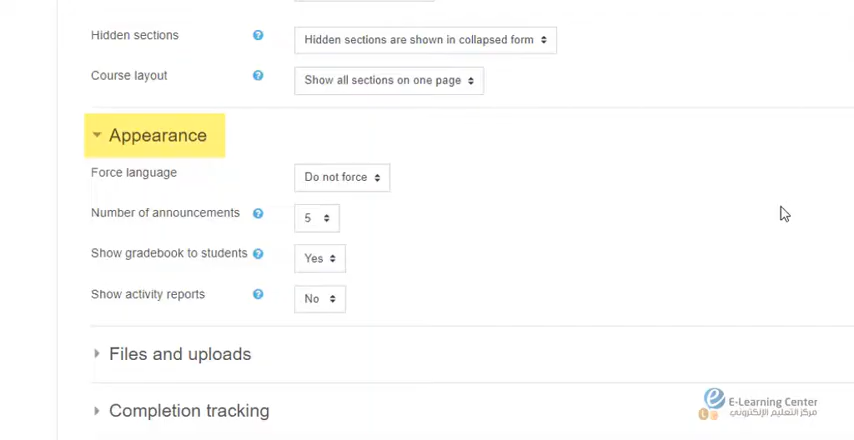 Hidden sections
Hidden sections are shown in collapsed form
Course layout
Show all sections on one page
Appearance
Force language
Do not force
Number of announcements
5
Show gradebook to students
Yes
Show activity reports
No
Files and uploads
Completion tracking
E-Learning Center
مركز التعليم الإلكتروني